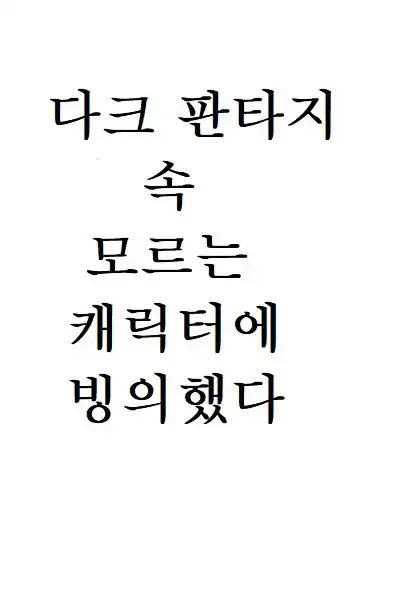 다크 판타지
속
모르는
캐릭터에
빙의했다